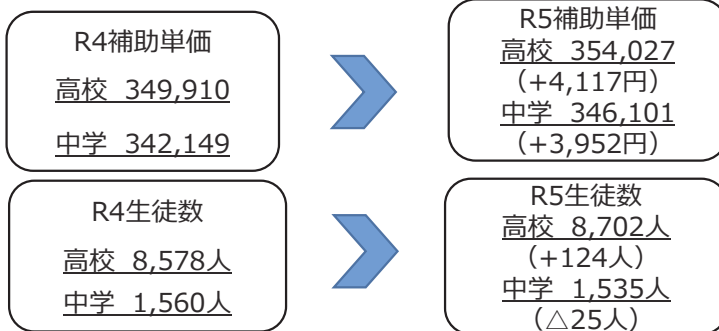 R4補助単価
高校 349,910
中学 342,149
R5補助単価
高校 354,027
（+4,117円）
中学 346,101
（+3,952円）
R4生徒数
高校 8,578人
中学 1,560人
R5生徒数
高校 8,702人
（+124人）
中学 1,535人
（△25人）